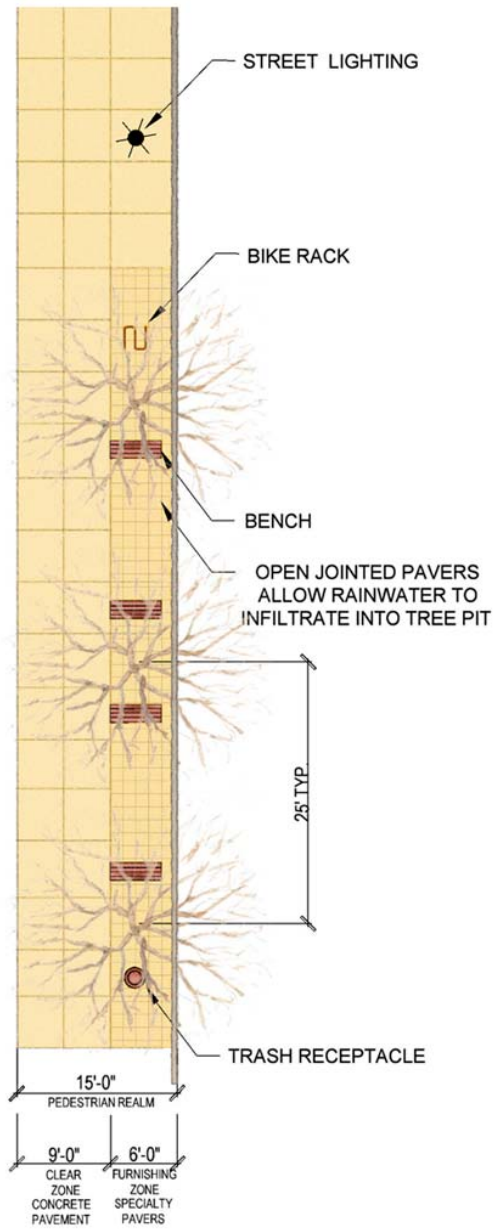 STREET LIGHTING
BIKE RACK
BENCH
OPEN JOINTED PAVERS
ALLOW RAINWATER TO
INFILTRATE INTO TREE PIT
25' TYP.
TRASH RECEPTACLE
15'-0"
PEDESTRIAN REALM
9'-0"
CLEAR
ZONE
CONCRETE
PAVEMENT
6'-0"
FURNISHING
ZONE
SPECIALTY
PAVERS